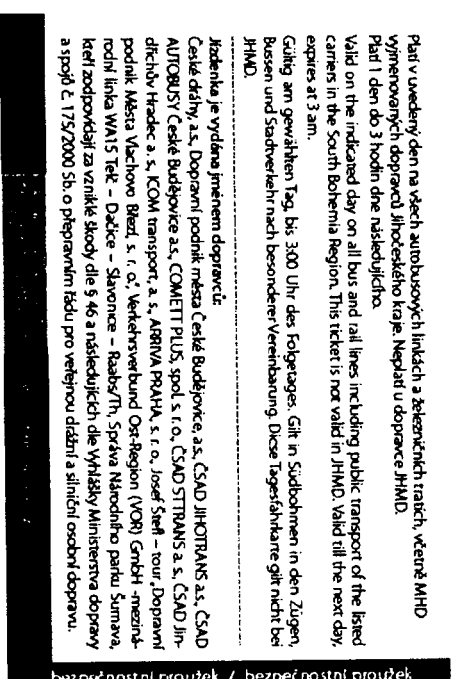 Platí v uvedený den na všech autobusových linkách a železničních tratích, včetně MHD
vyjmenovaných dopravců Jihočeského kraje. Neplatí u dopravce JHMD.
Platí 1 den do 3 hodin dne následujícího.
Valid on the indicated day on all bus and rail lines including public transport of the listed
carriers in the South Bohemia Region. This ticket is not valid in JHMD. Valid till the next day,
expires at 3 am.
Gültig am gewählten Tag, bis 3:00 Uhr des Folgetages. Gilt in Südbohmen in den Zügen,
Bussen und Stadtverkehr nach besonderer Vereinbarung. Diese Tagesfahrkarte gilt nicht bei
JHMD.
Jízdenka je vydána jménem dopravců:
České dráhy, a.s., Dopravní podnik města České Budějovice, a.s., ČSAD JIHOTRANS a.s., ČSAD
AUTOBUSY České Budějovice a.s., COMETT PLUS, spol. s r.o., ČSAD STTRANS a. s., ČSAD Jin-
dřichův Hradec a. s., ICOM transport, a. s., ARRIVA PRAHA, s. r. o., Josef Štefl – tour, Dopravní
podnik Města Vlachovo Březí, s. r. o., Verkehrsverbund Ost-Region (VOR) GmbH -meziná-
rodní linka WA15 Telč – Dačice – Slavonice – Raabs/Th, Správa Národního parku Šumava,
kteří zodpovídají za vzniklé škody dle § 46 a následujících dle Vyhlášky Ministerstva dopravy
a spojů č. 175/2000 Sb. o přepravním řádu pro veřejnou drážní a silniční osobní dopravu.
bezpečnostní proužek / bezpečnostní proužek